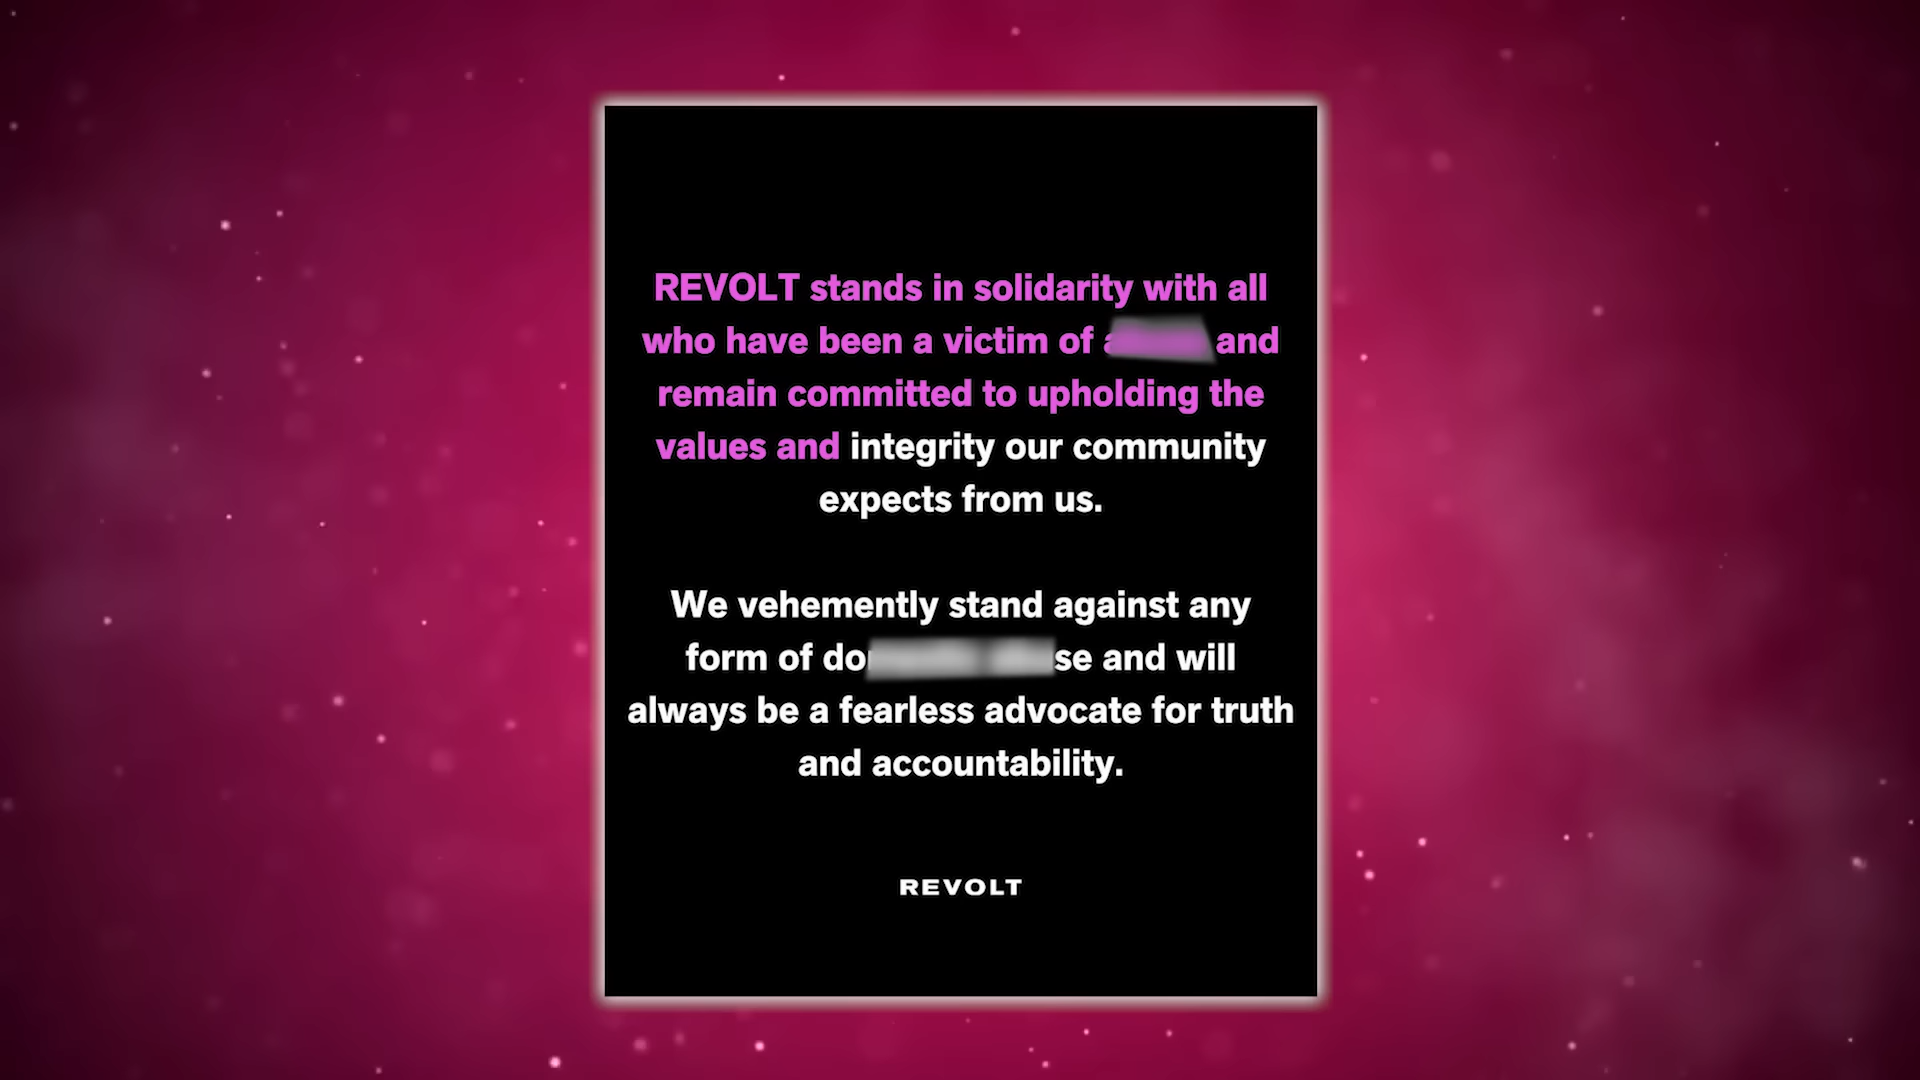 REVOLT stands in solidarity with all
who have been a victim of and
remain committed to upholding the
values and integrity our community
expects from us.
We vehemently stand against any
form of and will
always be a fearless advocate for truth
and accountability.
REVOLT